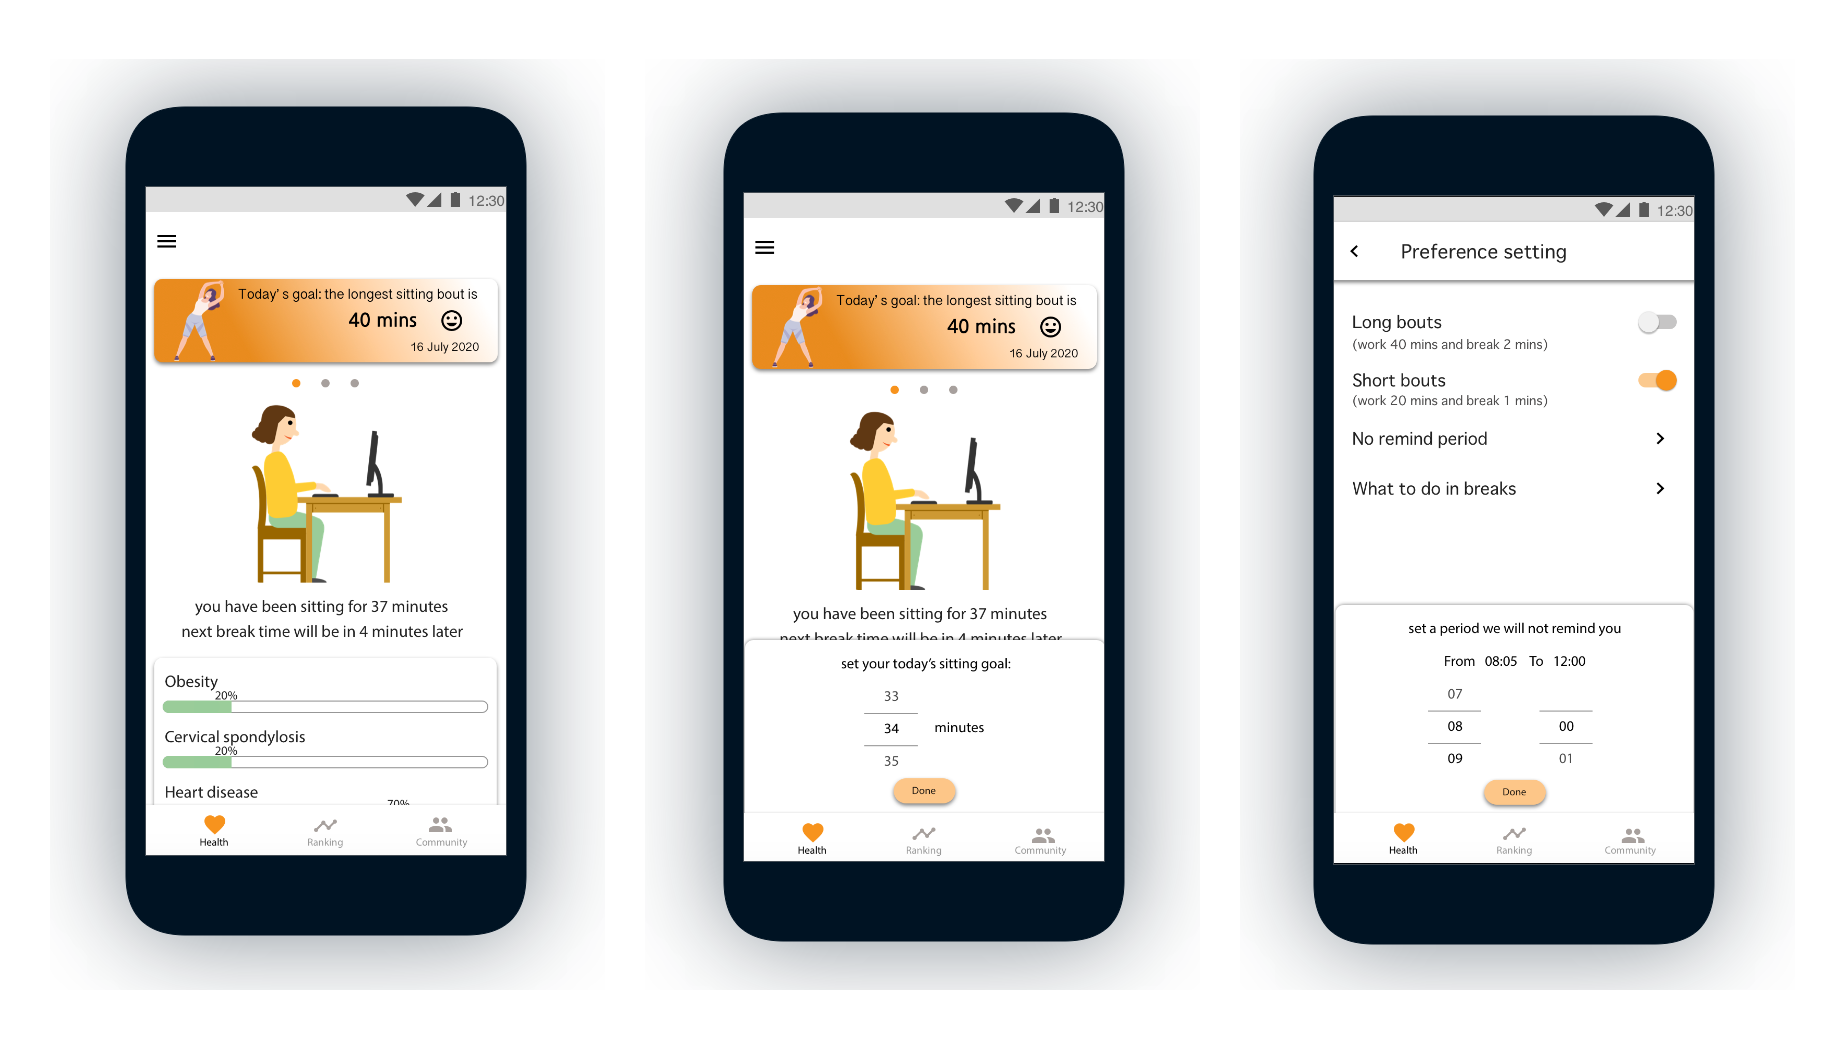 12:30
Today's goal: the longest sitting bout is
40 mins
16 July 2020
you have been sitting for 37 minutes
next break time will be in 4 minutes later
Obesity
20%
Cervical spondylosis
20%
Heart disease
70%
Health Ranking Community
12:30
Today's goal: the longest sitting bout is
40 mins
16 July 2020
you have been sitting for 37 minutes
next break time will be in 4 minutes later
set your today's sitting goal:
33
34 minutes
35
Done
Health Ranking Community
12:30
Preference setting
Long bouts
(work 40 mins and break 2 mins)
Short bouts
(work 20 mins and break 1 mins)
No remind period
What to do in breaks
set a period we will not remind you
From 08:05 To 12:00
07
08 00
09 01
Done
Health Ranking Community